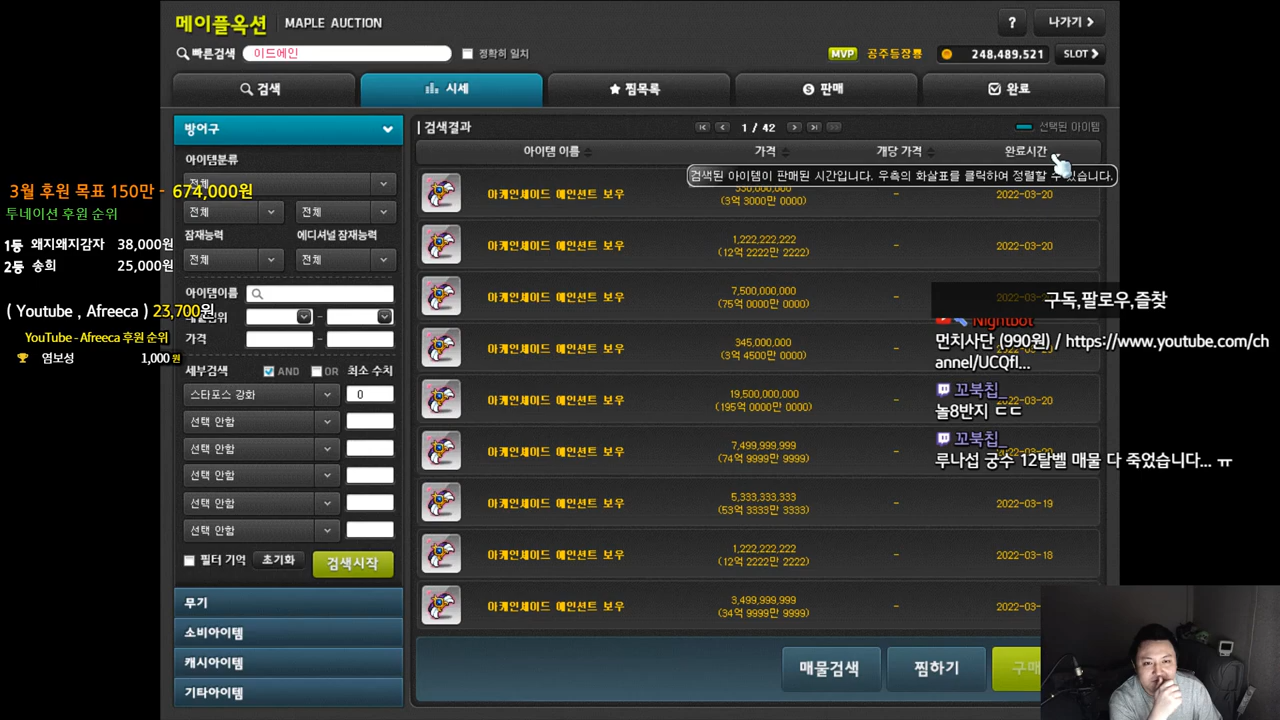 메이플옥션 MAPLE AUCTION
? 나가기
빠른검색 이드에인 정확히 일치
MVP 공주등장룡 248,489,521 SLOT
검색 시세 찜목록 판매 완료
방어구
아이템분류
전체
전체 전체
잠재능력 에디셔널 잠재능력
전체 전체
아이템이름
가격
세부검색 AND OR 최소 수치
스타포스 강화 0
선택 안함
선택 안함
선택 안함
선택 안함
선택 안함
필터 기억 초기화 검색시작
무기
소비아이템
캐시아이템
기타아이템
검색결과 1 / 42 선택된 아이템
아이템 이름 가격 개당 가격 완료시간
검색된 아이템이 판매된 시간입니다. 우측의 화살표를 클릭하여 정렬할 수 있습니다.
아케인셰이드 에인션트 보우 330,000,000 - 2022-03-20
(3억 3000만 0000)
아케인셰이드 에인션트 보우 1,222,222,222 - 2022-03-20
(12억 2222만 2222)
아케인셰이드 에인션트 보우 7,500,000,000 -
(75억 0000만 0000)
아케인셰이드 에인션트 보우 345,000,000 -
(3억 4500만 0000)
아케인셰이드 에인션트 보우 19,500,000,000 - 2022-03-20
(195억 0000만 0000)
아케인셰이드 에인션트 보우 7,499,999,999 -
(74억 9999만 9999)
아케인셰이드 에인션트 보우 5,333,333,333 - 2022-03-19
(53억 3333만 3333)
아케인셰이드 에인션트 보우 1,222,222,222 - 2022-03-18
(12억 2222만 2222)
아케인셰이드 에인션트 보우 3,499,999,999 - 2022-03-
(34억 9999만 9999)
매물검색 찜하기 구매
3월 후원 목표 150만 - 674,000원
투네이션 후원 순위
1등 왜지왜지감자 38,000원
2등 송희 25,000원
( Youtube , Afreeca ) 23,700원
YouTube - Afreeca 후원 순위
염보성 1,000원
구독,팔로우,즐찾
Nightbot
먼치사단 (990원) / https://www.youtube.com/ch
annel/UCQfl...
꼬북칩_
놀8반지 ㄷㄷ
꼬북칩_
루나섭 궁수 12탈벨 매물 다 죽었습니다... ㅠ